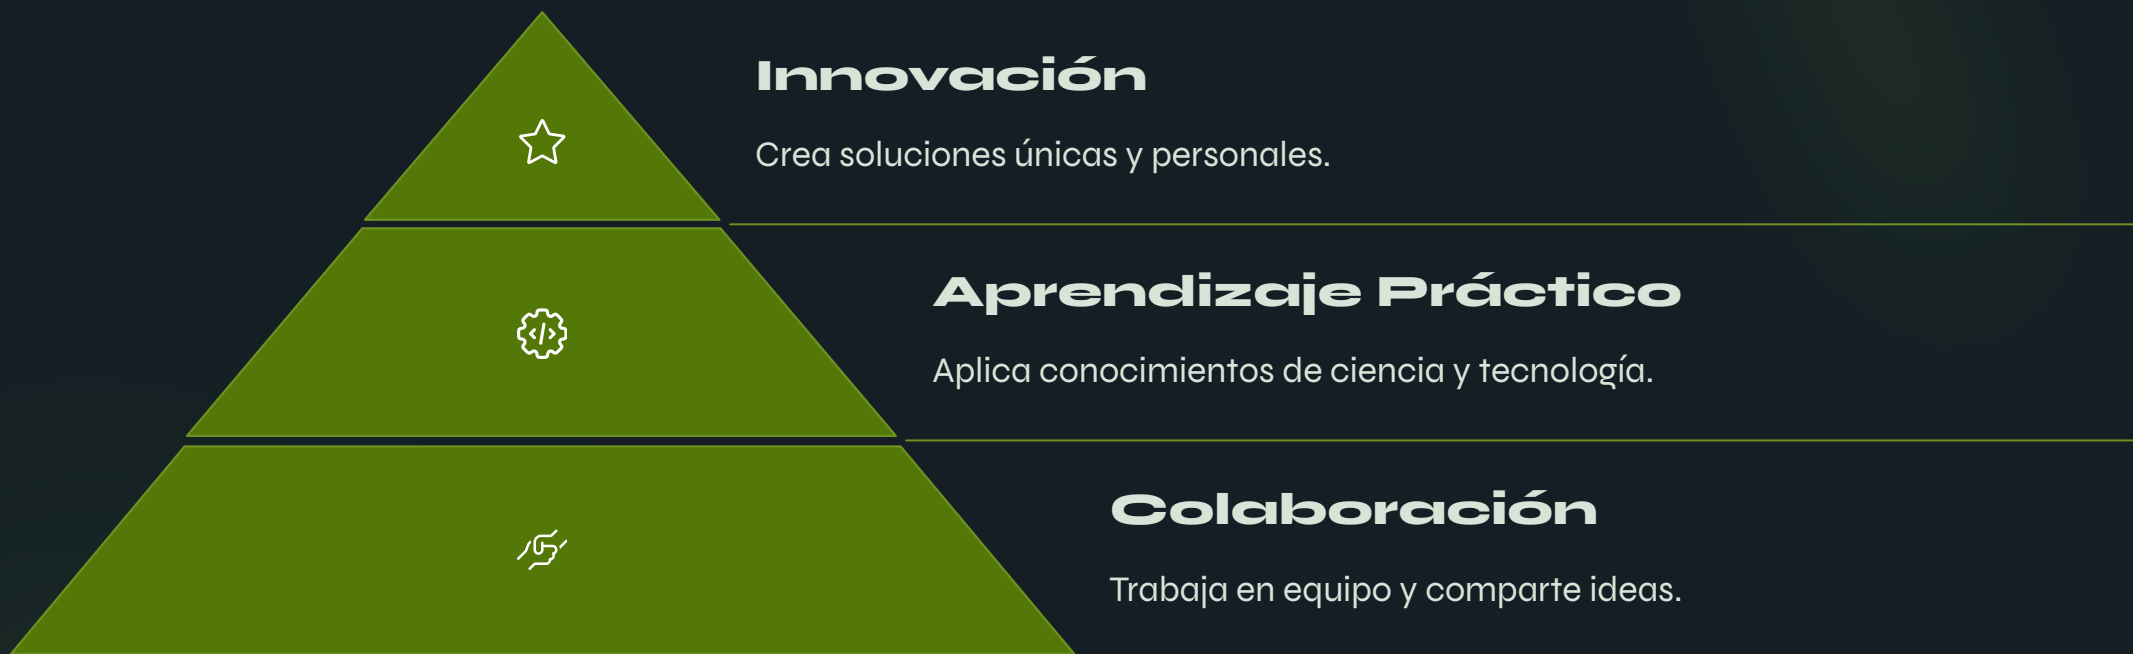 Innovación
Crea soluciones únicas y personales.
Aprendizaje Práctico
Aplica conocimientos de ciencia y tecnología.
Colaboración
Trabaja en equipo y comparte ideas.